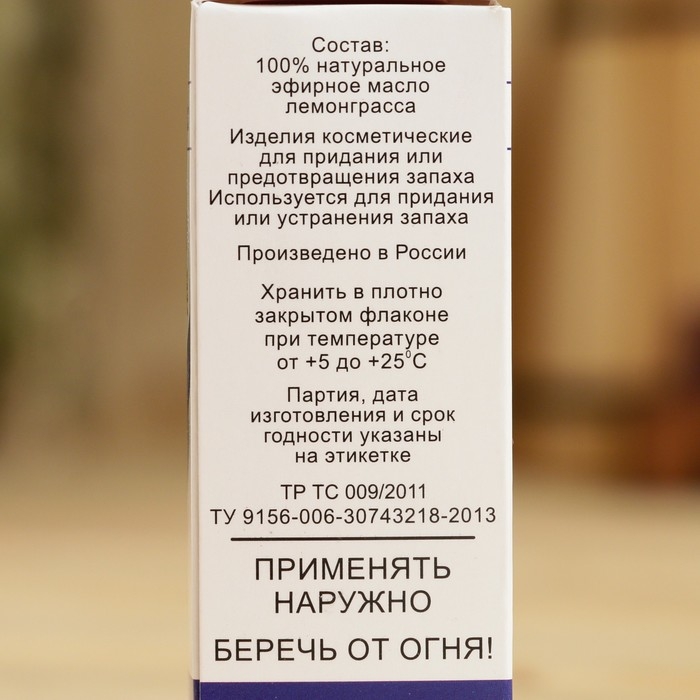 Состав:
100% натуральное
эфирное масло
лемонграсса
Изделия косметические
для придания или
предотвращения запаха
Используется для придания
или устранения запаха
Произведено в России
Хранить в плотно
закрытом флаконе
при температуре
от +5 до +25⁰C
Партия, дата
изготовления и срок
годности указаны
на этикетке
ТР ТС 009/2011
ТУ 9156-006-30743218-2013
ПРИМЕНЯТЬ
НАРУЖНО
БЕРЕЧЬ ОТ ОГНЯ!